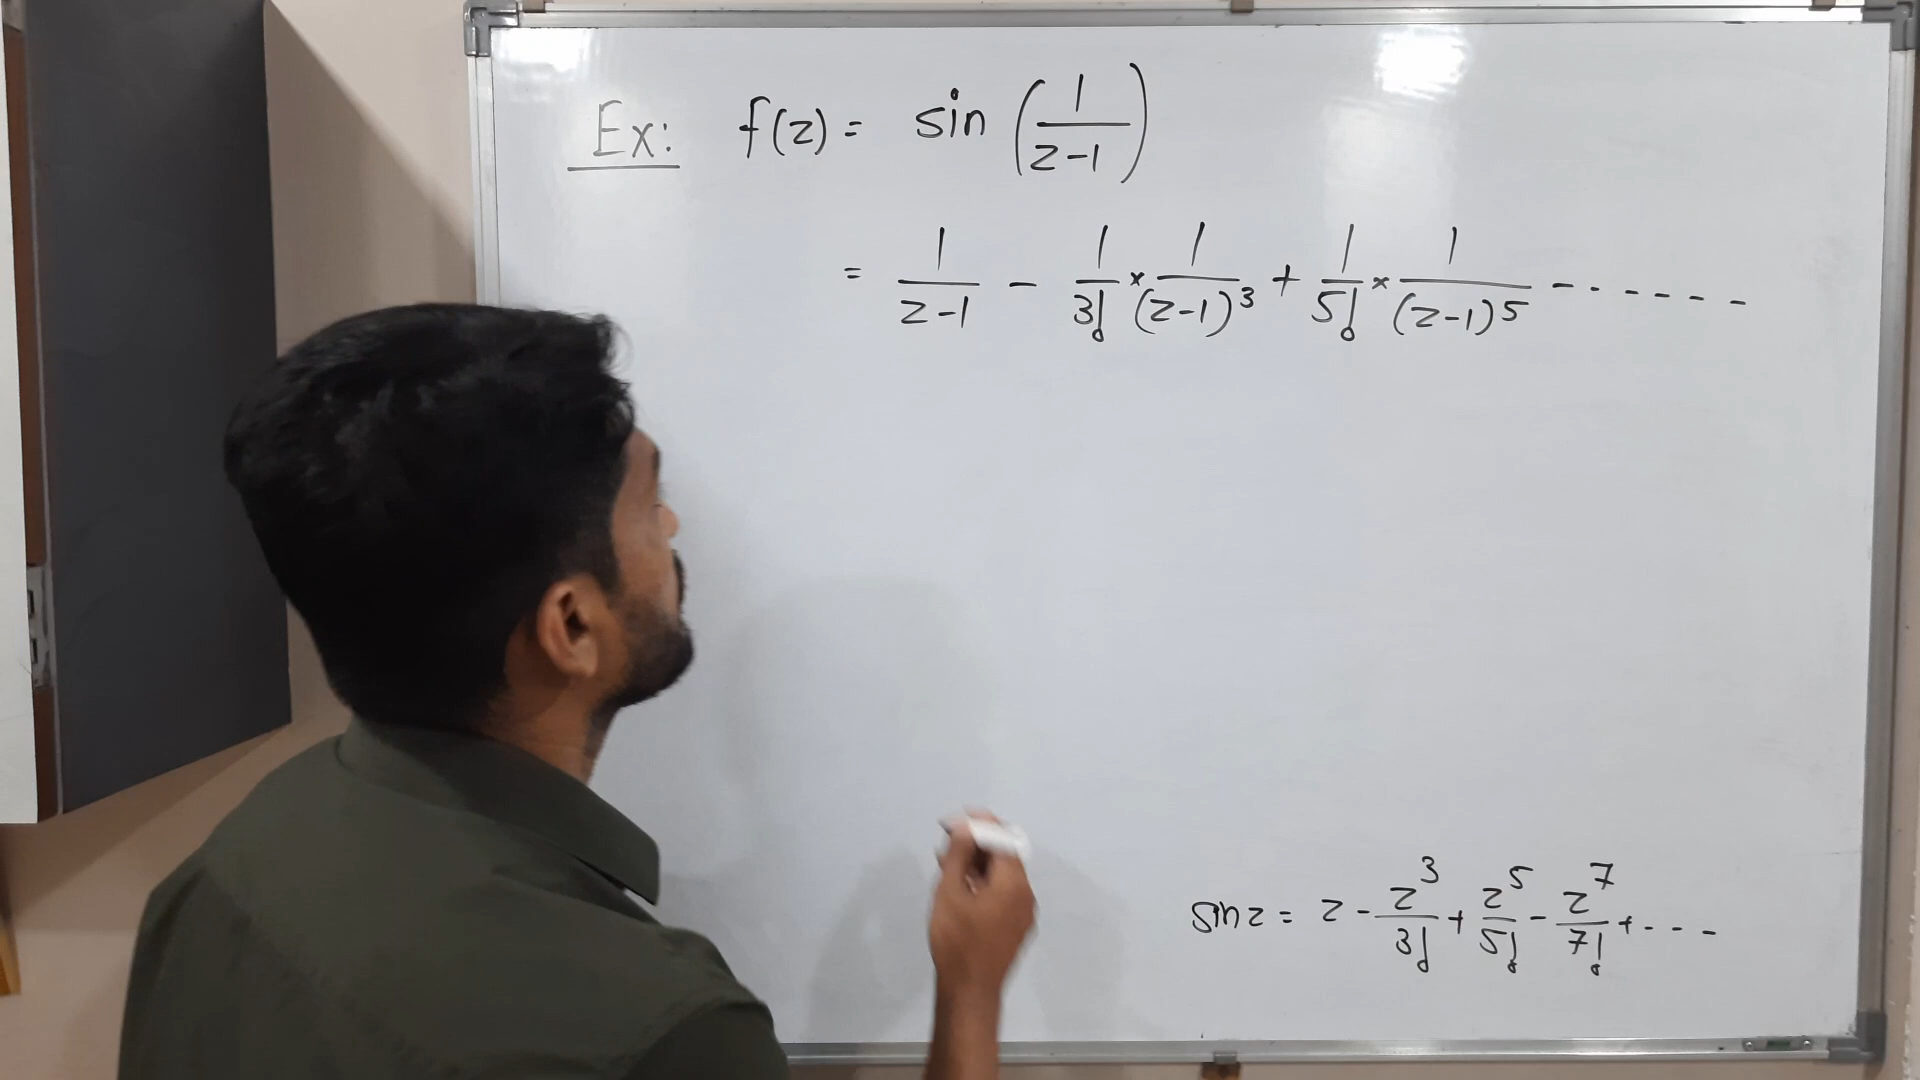 Ex: f(z) = sin (1/(z-1))
= 1/(z-1) - 1/3! × 1/(z-1)³ + 1/5! × 1/(z-1)⁵ - - - - - -
sin z = z - z³/3! + z⁵/5! - z⁷/7! + - - - -